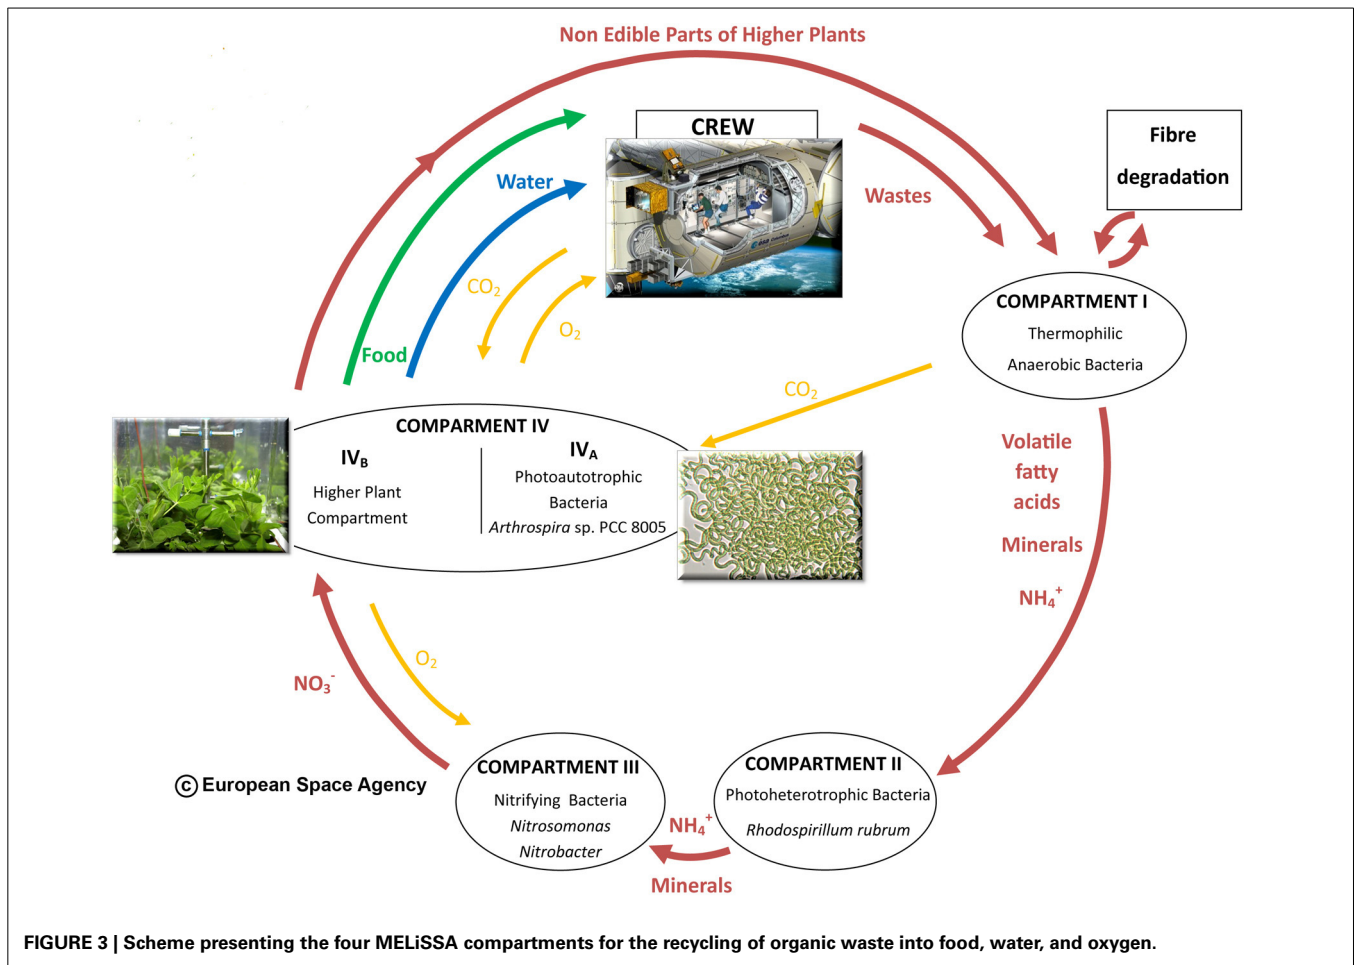 Non Edible Parts of Higher Plants
CREW
Fibre
degradation
Water
Wastes
CO₂
O₂
Food
COMPARTMENT I
Thermophilic
Anaerobic Bacteria
CO₂
COMPARMENT IV
IV_B
Higher Plant
Compartment
IV_A
Photoautotrophic
Bacteria
Arthrospira sp. PCC 8005
Volatile
fatty
acids
Minerals
NH₄⁺
O₂
NO₃⁻
© European Space Agency
COMPARTMENT III
Nitrifying Bacteria
Nitrosomonas
Nitrobacter
NH₄⁺
Minerals
COMPARTMENT II
Photoheterotrophic Bacteria
Rhodospirillum rubrum
FIGURE 3 | Scheme presenting the four MELiSSA compartments for the recycling of organic waste into food, water, and oxygen.